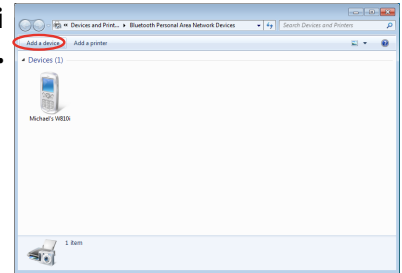 i
« Devices and Print... ▸ Bluetooth Personal Area Network Devices
Search Devices and Printers
Add a device
Add a printer
Devices (1)
Michael's W810i
1 item